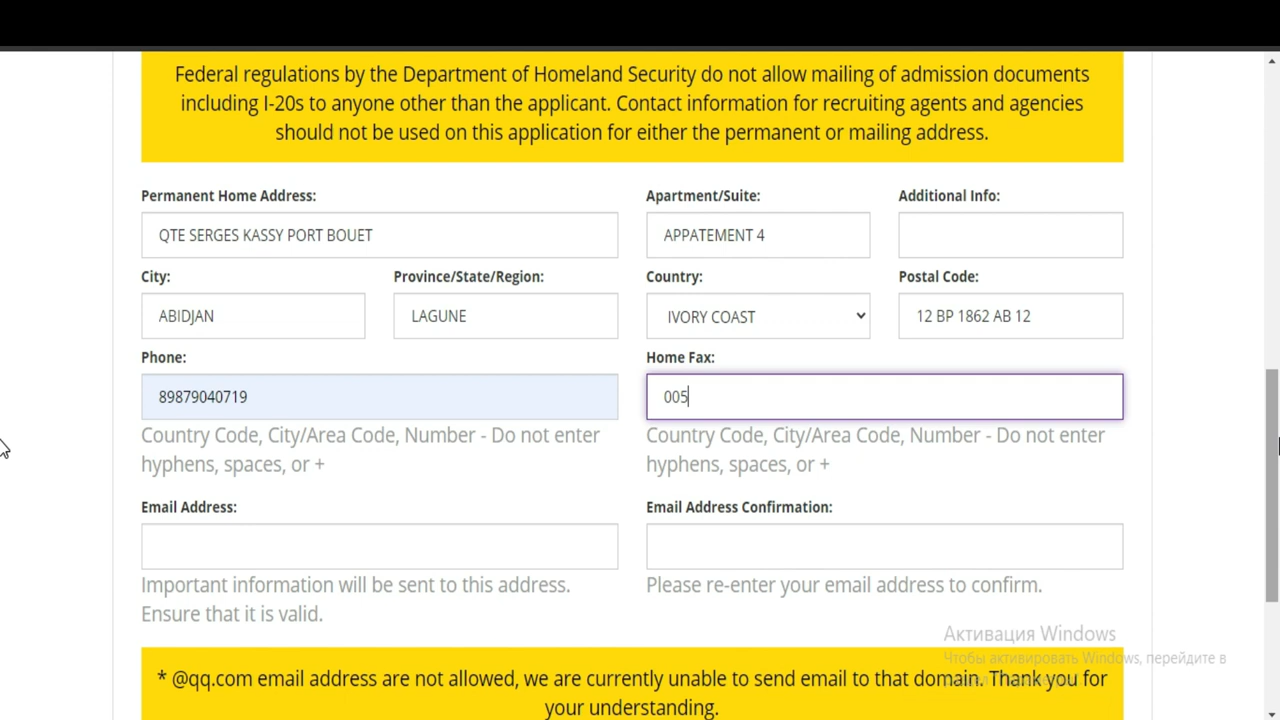 Federal regulations by the Department of Homeland Security do not allow mailing of admission documents
including I-20s to anyone other than the applicant. Contact information for recruiting agents and agencies
should not be used on this application for either the permanent or mailing address.
Permanent Home Address: Apartment/Suite: Additional Info:
QTE SERGES KASSY PORT BOUET APPATEMENT 4
City: Province/State/Region: Country: Postal Code:
ABIDJAN LAGUNE IVORY COAST 12 BP 1862 AB 12
Phone: Home Fax:
89879040719 005
Country Code, City/Area Code, Number - Do not enter
hyphens, spaces, or +
Country Code, City/Area Code, Number - Do not enter
hyphens, spaces, or +
Email Address: Email Address Confirmation:
Important information will be sent to this address.
Ensure that it is valid.
Please re-enter your email address to confirm.
Активация Windows
Чтобы активировать Windows, перейдите в
* @qq.com email address are not allowed, we are currently unable to send email to that domain. Thank you for
your understanding.